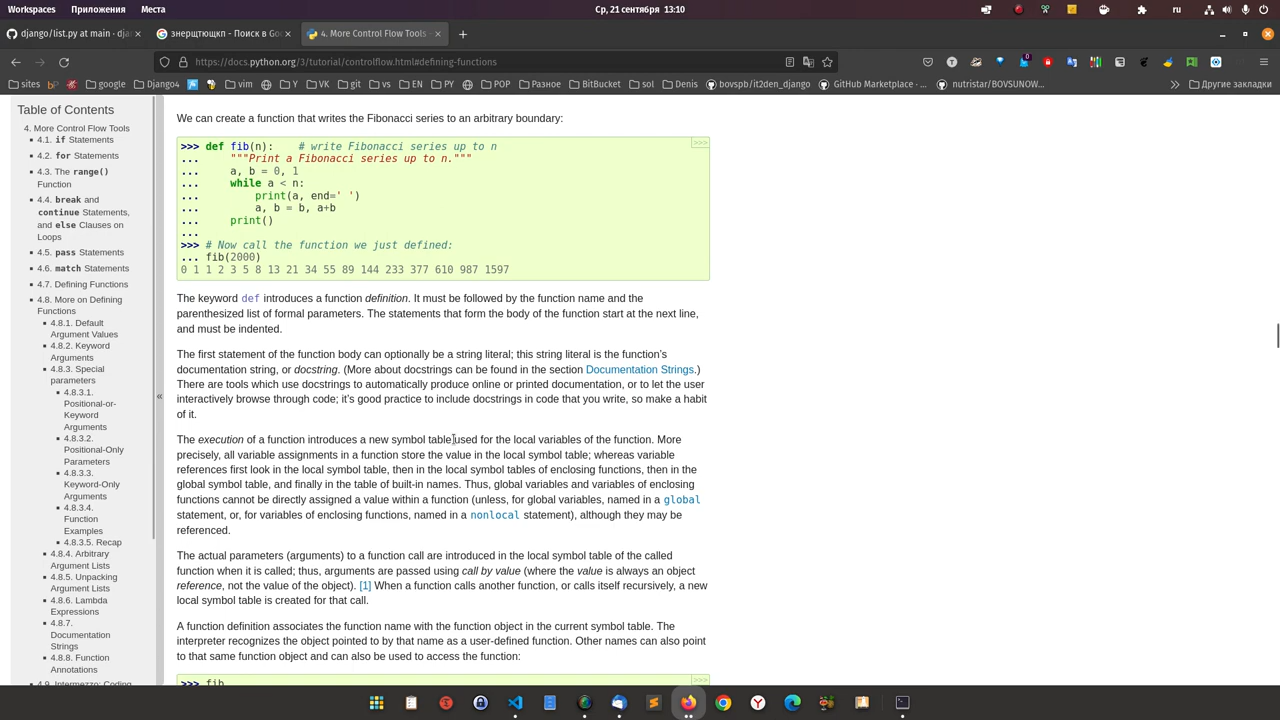 Workspaces Приложения Места Ср, 21 сентября 13:10 ru
django/list.py at main · dj
знерщтющкп - Поиск в Go
4. More Control Flow Tools —
https://docs.python.org/3/tutorial/controlflow.html#defining-functions
sites google Django4 vim Y VK git vs EN POP Разное BitBucket sol Denis bovspb/it2den_django GitHub Marketplace · ... nutristar/BOVSUNOW... Другие закладки
Table of Contents
4. More Control Flow Tools
4.1. if Statements
4.2. for Statements
4.3. The range()
Function
4.4. break and
continue Statements,
and else Clauses on
Loops
4.5. pass Statements
4.6. match Statements
4.7. Defining Functions
4.8. More on Defining
Functions
4.8.1. Default
Argument Values
4.8.2. Keyword
Arguments
4.8.3. Special
parameters
4.8.3.1.
Positional-or-
Keyword
Arguments
4.8.3.2.
Positional-Only
Parameters
4.8.3.3.
Keyword-Only
Arguments
4.8.3.4.
Function
Examples
4.8.3.5. Recap
4.8.4. Arbitrary
Argument Lists
4.8.5. Unpacking
Argument Lists
4.8.6. Lambda
Expressions
4.8.7.
Documentation
Strings
4.8.8. Function
Annotations
4.9. Intermezzo: Coding
«
We can create a function that writes the Fibonacci series to an arbitrary boundary:
>>>
>>> def fib(n):    # write Fibonacci series up to n
...     """Print a Fibonacci series up to n."""
...     a, b = 0, 1
...     while a < n:
...         print(a, end=' ')
...         a, b = b, a+b
...     print()
...
>>> # Now call the function we just defined:
... fib(2000)
0 1 1 2 3 5 8 13 21 34 55 89 144 233 377 610 987 1597
The keyword def introduces a function definition. It must be followed by the function name and the
parenthesized list of formal parameters. The statements that form the body of the function start at the next line,
and must be indented.
The first statement of the function body can optionally be a string literal; this string literal is the function’s
documentation string, or docstring. (More about docstrings can be found in the section Documentation Strings.)
There are tools which use docstrings to automatically produce online or printed documentation, or to let the user
interactively browse through code; it’s good practice to include docstrings in code that you write, so make a habit
of it.
The execution of a function introduces a new symbol table used for the local variables of the function. More
precisely, all variable assignments in a function store the value in the local symbol table; whereas variable
references first look in the local symbol table, then in the local symbol tables of enclosing functions, then in the
global symbol table, and finally in the table of built-in names. Thus, global variables and variables of enclosing
functions cannot be directly assigned a value within a function (unless, for global variables, named in a global
statement, or, for variables of enclosing functions, named in a nonlocal statement), although they may be
referenced.
The actual parameters (arguments) to a function call are introduced in the local symbol table of the called
function when it is called; thus, arguments are passed using call by value (where the value is always an object
reference, not the value of the object). [1] When a function calls another function, or calls itself recursively, a new
local symbol table is created for that call.
A function definition associates the function name with the function object in the current symbol table. The
interpreter recognizes the object pointed to by that name as a user-defined function. Other names can also point
to that same function object and can also be used to access the function:
>>> fib
>>>